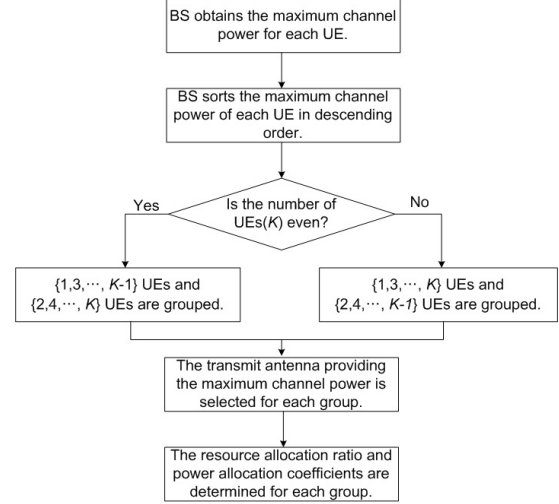 BS obtains the maximum channel
power for each UE.
BS sorts the maximum channel
power of each UE in descending
order.
Is the number of
UEs(K) even?
Yes
No
{1,3,⋯, K-1} UEs and
{2,4,⋯, K} UEs are grouped.
{1,3,⋯, K} UEs and
{2,4,⋯, K-1} UEs are grouped.
The transmit antenna providing
the maximum channel power is
selected for each group.
The resource allocation ratio and
power allocation coefficients are
determined for each group.